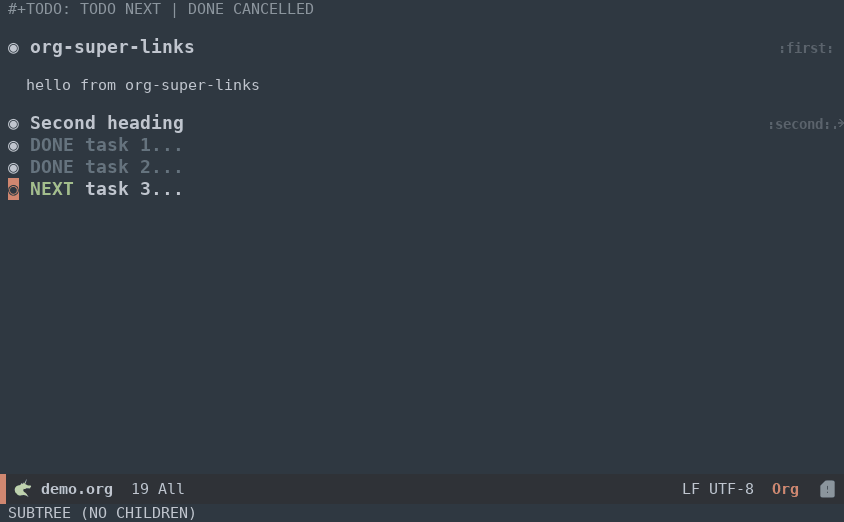 #+TODO: TODO NEXT | DONE CANCELLED
◉ org-super-links :first:
hello from org-super-links
◉ Second heading :second:.
◉ DONE task 1...
◉ DONE task 2...
◉ NEXT task 3...
demo.org 19 All LF UTF-8 Org
SUBTREE (NO CHILDREN)